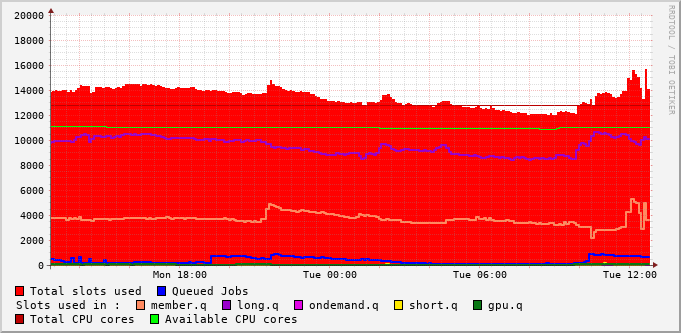 20000
18000
16000
14000
12000
10000
8000
6000
4000
2000
0
Mon 18:00 Tue 00:00 Tue 06:00 Tue 12:00
RRDTOOL / TOBI OETIKER
Total slots used Queued Jobs
Slots used in : member.q long.q ondemand.q short.q gpu.q
Total CPU cores Available CPU cores